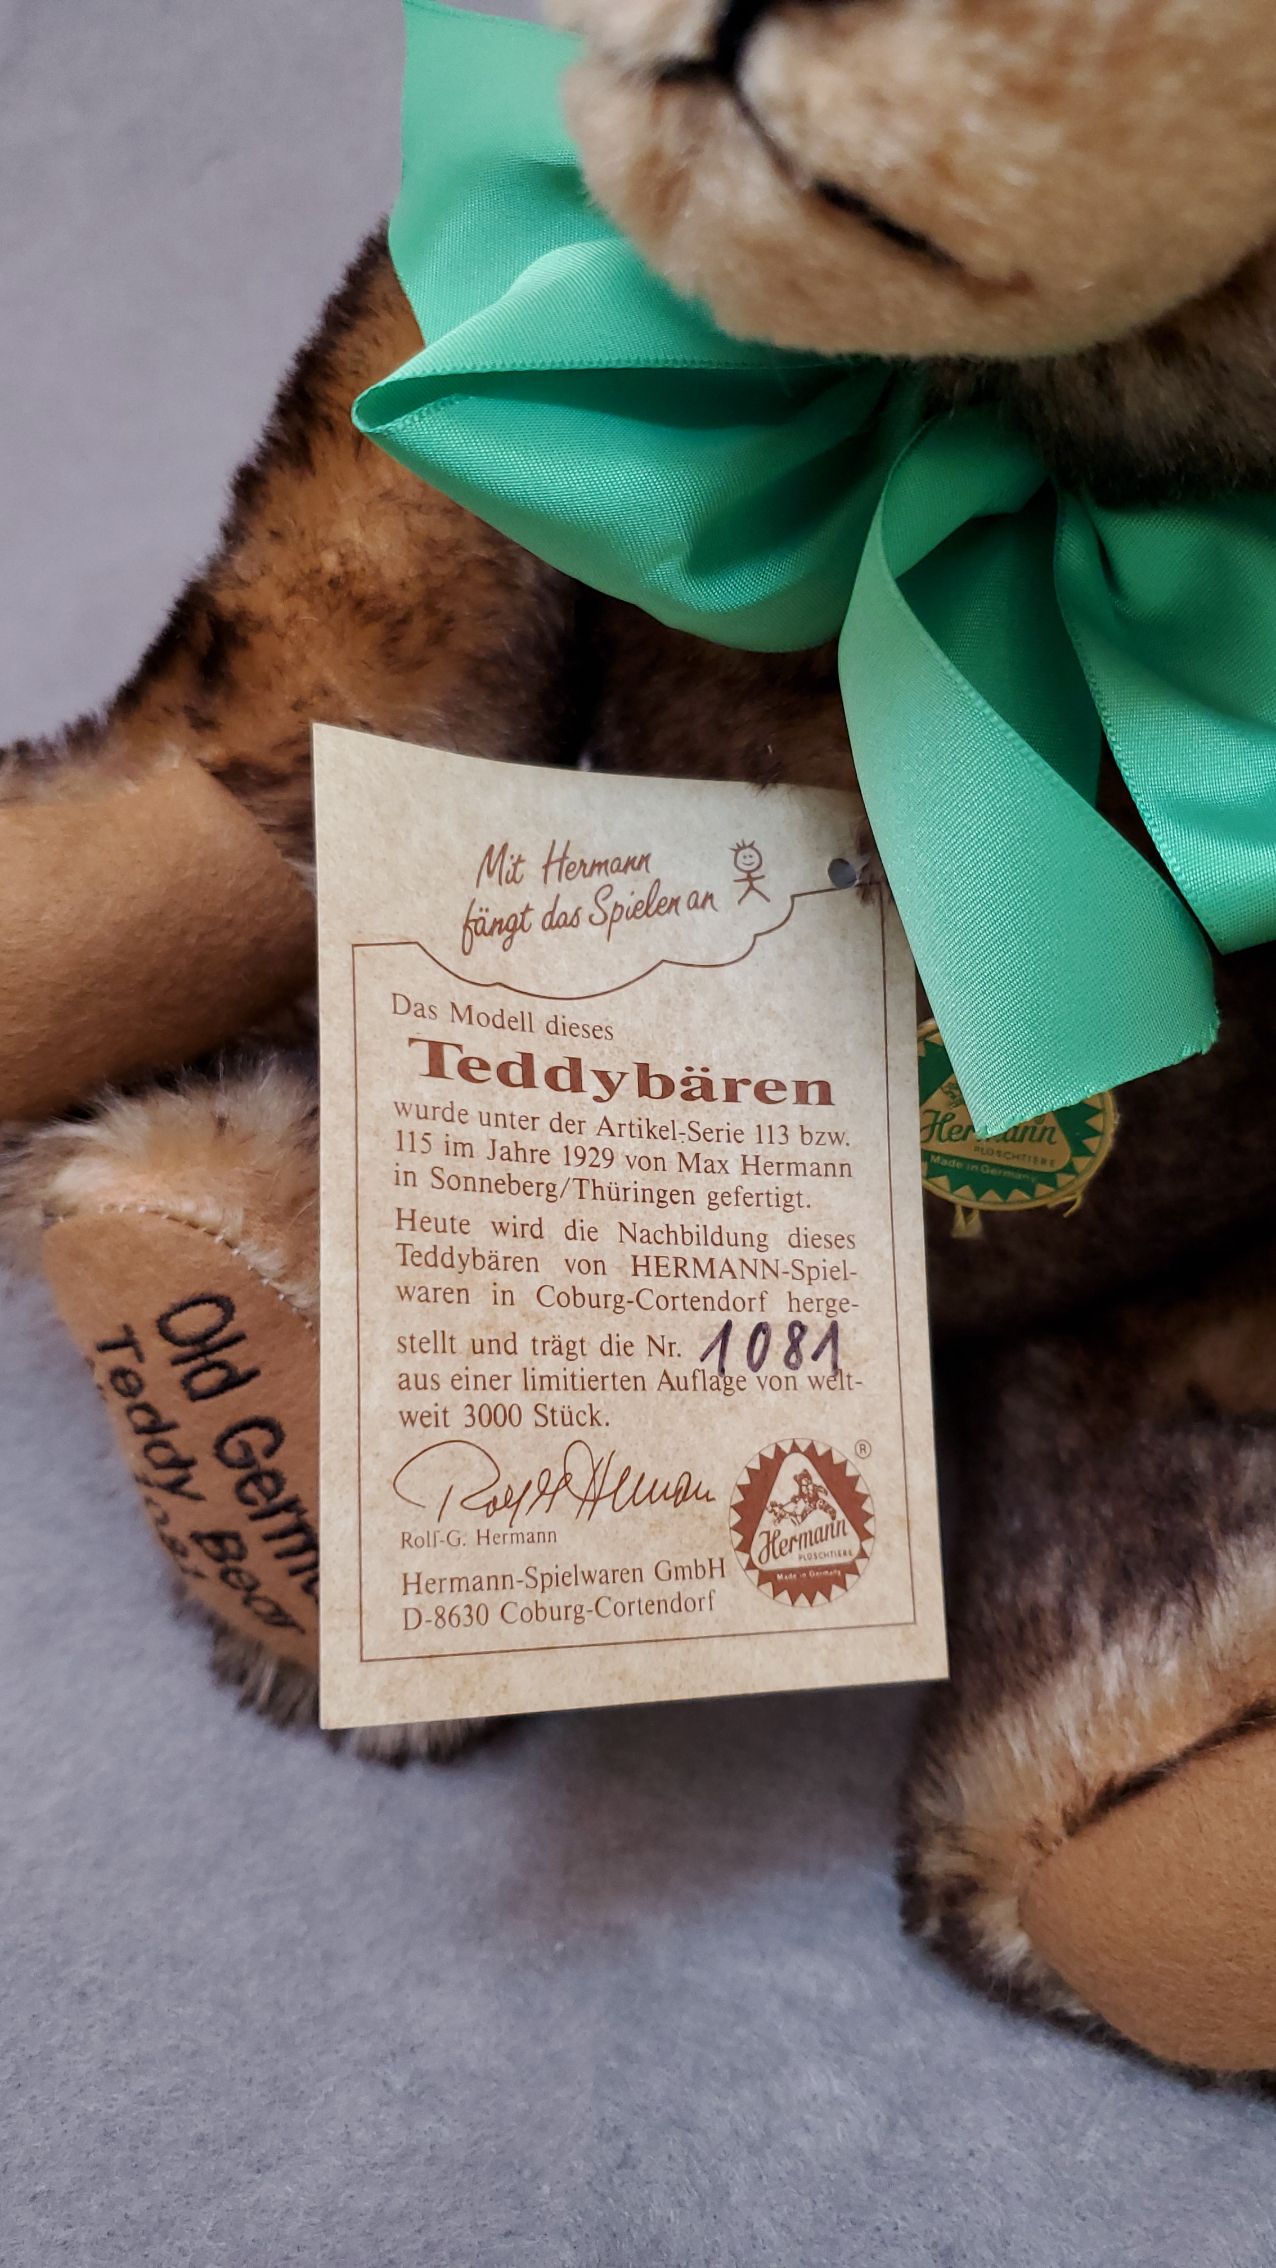 Mit Hermann
fängt das Spielen an
Das Modell dieses
Teddybären
wurde unter der Artikel-Serie 113 bzw.
115 im Jahre 1929 von Max Hermann
in Sonneberg/Thüringen gefertigt.
Heute wird die Nachbildung dieses
Teddybären von HERMANN-Spiel-
waren in Coburg-Cortendorf herge-
stellt und trägt die Nr. 1081
aus einer limitierten Auflage von welt-
weit 3000 Stück.
Rolf-G. Hermann
Hermann-Spielwaren GmbH
D-8630 Coburg-Cortendorf
®
Hermann
PLÜSCHTIERE
Made in Germany
Hermann
PLÜSCHTIERE
Made in Germany
Old Germ
Teddy Bear